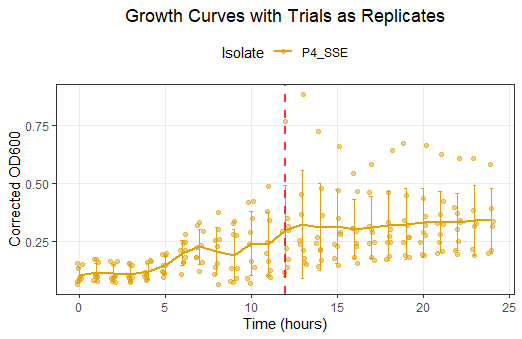 Growth Curves with Trials as Replicates
Isolate P4_SSE
Corrected OD600
0.75
0.50
0.25
0 5 10 15 20 25
Time (hours)